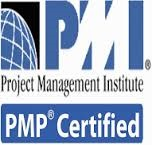 PMI®
Project Management Institute
PMP® Certified